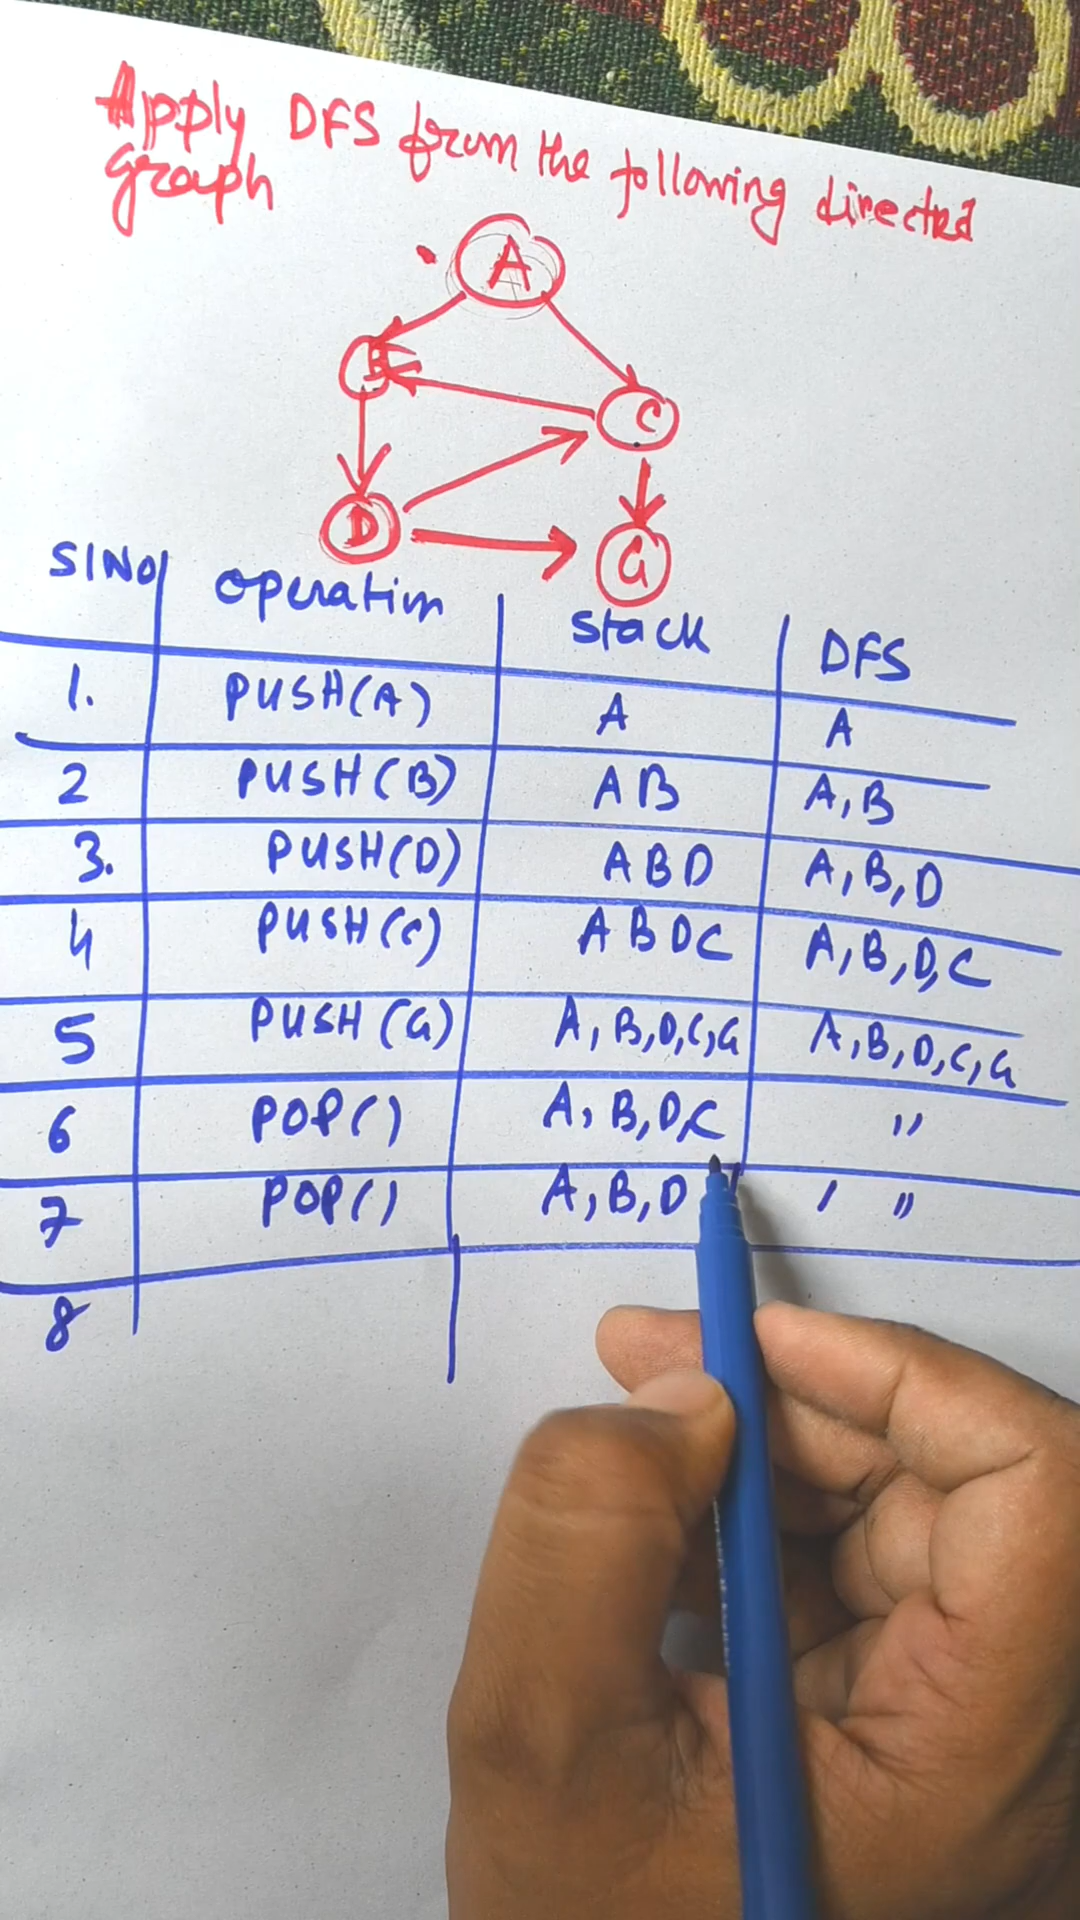 Apply DFS from the following directed
graph
A
B
C
D
G
SlNo operation Stack DFS
1. PUSH(A) A A
2 PUSH(B) AB A,B
3. PUSH(D) ABD A,B,D
4 PUSH(C) ABDC A,B,D,C
5 PUSH(G) A,B,D,C,G A,B,D,C,G
6 POP() A,B,D,C "
7 POP() A,B,D "
8